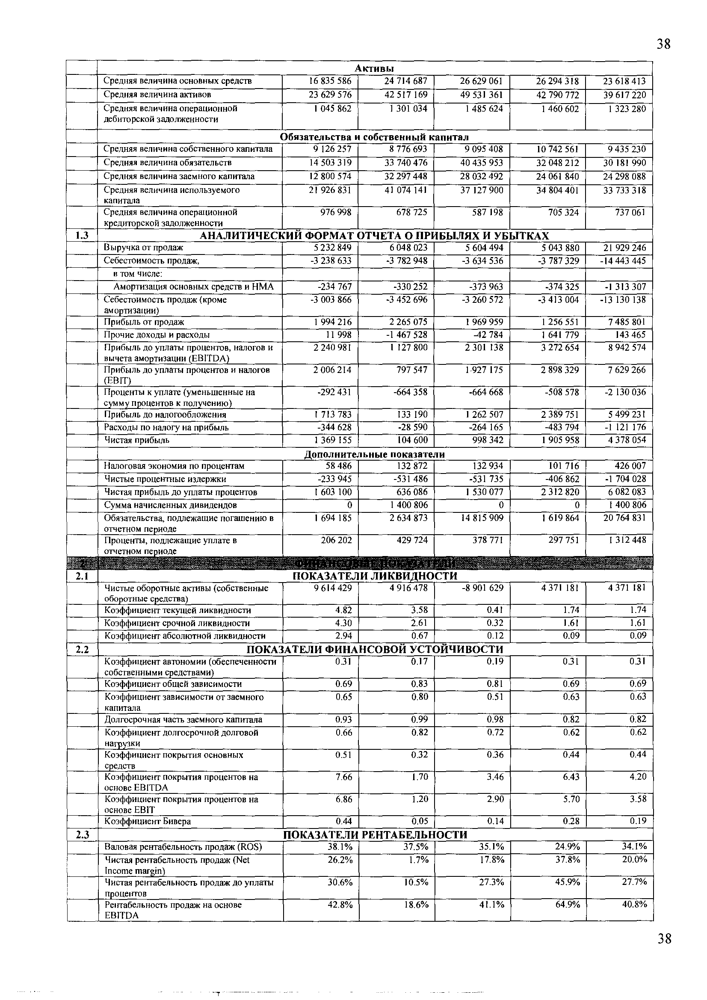 38
Активы
Средняя величина основных средств 16 835 586 24 714 687 26 629 061 26 294 318 23 618 413
Средняя величина активов 23 629 576 42 517 169 49 531 361 42 790 772 39 617 220
Средняя величина операционной 1 045 862 1 301 034 1 485 624 1 460 602 1 323 280
дебиторской задолженности
Обязательства и собственный капитал
Средняя величина собственного капитала 9 126 257 8 776 693 9 095 408 10 742 561 9 435 230
Средняя величина обязательств 14 503 319 33 740 476 40 435 953 32 048 212 30 181 990
Средняя величина заемного капитала 12 800 574 32 297 448 28 032 492 24 061 840 24 298 088
Средняя величина используемого 21 926 831 41 074 141 37 127 900 34 804 401 33 733 318
капитала
Средняя величина операционной 976 998 678 725 587 198 705 324 737 061
кредиторской задолженности
1.3 АНАЛИТИЧЕСКИЙ ФОРМАТ ОТЧЕТА О ПРИБЫЛЯХ И УБЫТКАХ
Выручка от продаж 5 232 849 6 048 023 5 604 494 5 043 880 21 929 246
Себестоимость продаж, -3 238 633 -3 782 948 -3 634 536 -3 787 329 -14 443 445
в том числе:
Амортизация основных средств и НМА -234 767 -330 252 -373 963 -374 325 -1 313 307
Себестоимость продаж (кроме -3 003 866 -3 452 696 -3 260 572 -3 413 004 -13 130 138
амортизации)
Прибыль от продаж 1 994 216 2 265 075 1 969 959 1 256 551 7 485 801
Прочие доходы и расходы 11 998 -1 467 528 -42 784 1 641 779 143 465
Прибыль до уплаты процентов, налогов и 2 240 981 1 127 800 2 301 138 3 272 654 8 942 574
вычета амортизации (EBITDA)
Прибыль до уплаты процентов и налогов 2 006 214 797 547 1 927 175 2 898 329 7 629 266
(EBIT)
Проценты к уплате (уменьшенные на -292 431 -664 358 -664 668 -508 578 -2 130 036
сумму процентов к получению)
Прибыль до налогообложения 1 713 783 133 190 1 262 507 2 389 751 5 499 231
Расходы по налогу на прибыль -344 628 -28 590 -264 165 -483 794 -1 121 176
Чистая прибыль 1 369 155 104 600 998 342 1 905 958 4 378 054
Дополнительные показатели
Налоговая экономия по процентам 58 486 132 872 132 934 101 716 426 007
Чистые процентные издержки -233 945 -531 486 -531 735 -406 862 -1 704 028
Чистая прибыль до уплаты процентов 1 603 100 636 086 1 530 077 2 312 820 6 082 083
Сумма начисленных дивидендов 0 1 400 806 0 0 1 400 806
Обязательства, подлежащие погашению в 1 694 185 2 634 873 14 815 909 1 619 864 20 764 831
отчетном периоде
Проценты, подлежащие уплате в 206 202 429 724 378 771 297 751 1 312 448
отчетном периоде
2 ФИНАНСОВЫЕ ПОКАЗАТЕЛИ
2.1 ПОКАЗАТЕЛИ ЛИКВИДНОСТИ
Чистые оборотные активы (собственные 9 614 429 4 916 478 -8 901 629 4 371 181 4 371 181
оборотные средства)
Коэффициент текущей ликвидности 4.82 3.58 0.41 1.74 1.74
Коэффициент срочной ликвидности 4.30 2.61 0.32 1.61 1.61
Коэффициент абсолютной ликвидности 2.94 0.67 0.12 0.09 0.09
2.2 ПОКАЗАТЕЛИ ФИНАНСОВОЙ УСТОЙЧИВОСТИ
Коэффициент автономии (обеспеченности 0.31 0.17 0.19 0.31 0.31
собственными средствами)
Коэффициент общей зависимости 0.69 0.83 0.81 0.69 0.69
Коэффициент зависимости от заемного 0.65 0.80 0.51 0.63 0.63
капитала
Долгосрочная часть заемного капитала 0.93 0.99 0.98 0.82 0.82
Коэффициент долгосрочной долговой 0.66 0.82 0.72 0.62 0.62
нагрузки
Коэффициент покрытия основных 0.51 0.32 0.36 0.44 0.44
средств
Коэффициент покрытия процентов на 7.66 1.70 3.46 6.43 4.20
основе EBITDA
Коэффициент покрытия процентов на 6.86 1.20 2.90 5.70 3.58
основе EBIT
Коэффициент Бивера 0.44 0.05 0.14 0.28 0.19
2.3 ПОКАЗАТЕЛИ РЕНТАБЕЛЬНОСТИ
Валовая рентабельность продаж (ROS) 38.1% 37.5% 35.1% 24.9% 34.1%
Чистая рентабельность продаж (Net 26.2% 1.7% 17.8% 37.8% 20.0%
Income margin)
Чистая рентабельность продаж до уплаты 30.6% 10.5% 27.3% 45.9% 27.7%
процентов
Рентабельность продаж на основе 42.8% 18.6% 41.1% 64.9% 40.8%
EBITDA
38